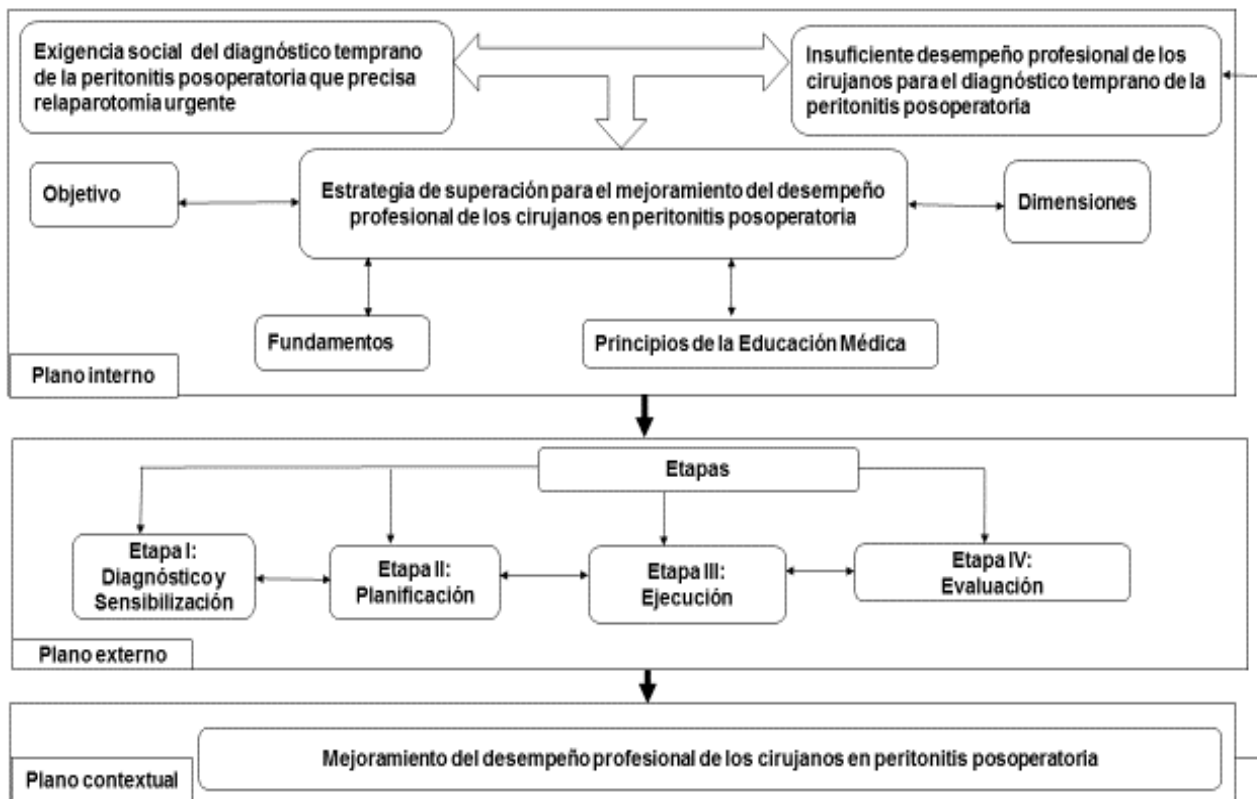 Exigencia social del diagnóstico temprano
de la peritonitis posoperatoria que precisa
relaparotomía urgente
Insuficiente desempeño profesional de los
cirujanos para el diagnóstico temprano de la
peritonitis posoperatoria
Objetivo
Estrategia de superación para el mejoramiento del desempeño
profesional de los cirujanos en peritonitis posoperatoria
Dimensiones
Fundamentos
Principios de la Educación Médica
Plano interno
Etapas
Etapa I:
Diagnóstico y
Sensibilización
Etapa II:
Planificación
Etapa III:
Ejecución
Etapa IV:
Evaluación
Plano externo
Mejoramiento del desempeño profesional de los cirujanos en peritonitis posoperatoria
Plano contextual